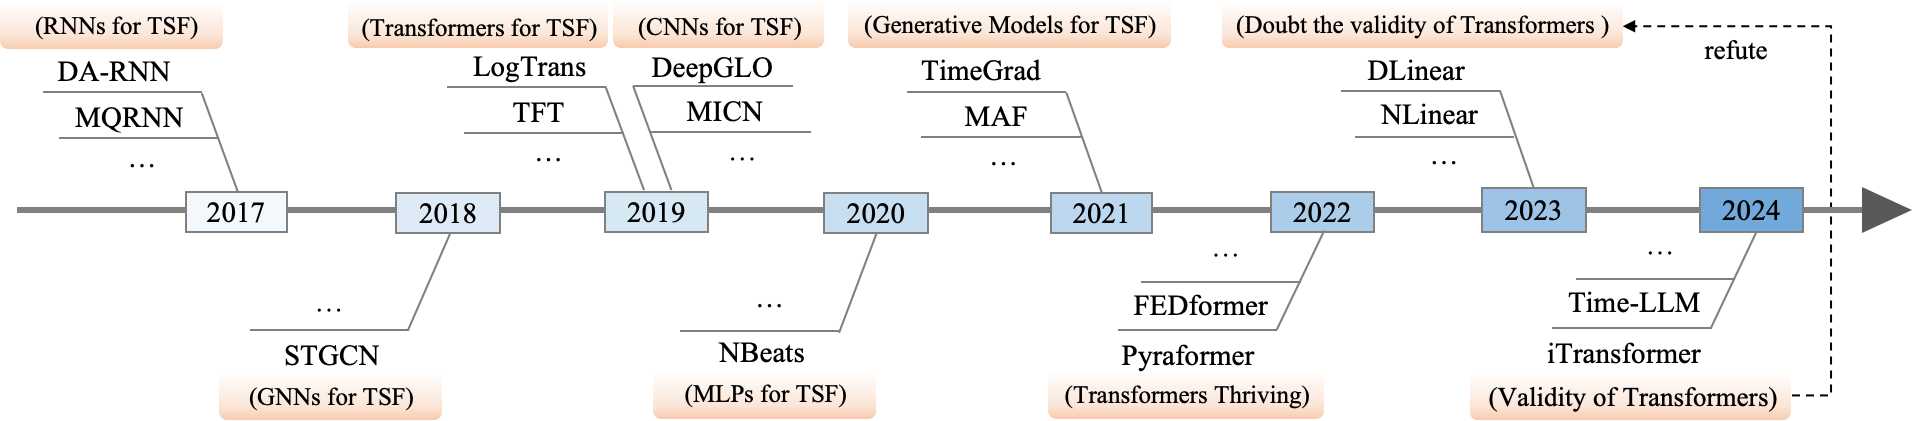 (RNNs for TSF)
DA-RNN
MQRNN
...
(Transformers for TSF)
LogTrans
TFT
...
(CNNs for TSF)
DeepGLO
MICN
...
(Generative Models for TSF)
TimeGrad
MAF
...
(Doubt the validity of Transformers )
DLinear
NLinear
...
refute
2017
2018
2019
2020
2021
2022
2023
2024
...
STGCN
(GNNs for TSF)
...
NBeats
(MLPs for TSF)
...
FEDformer
Pyraformer
(Transformers Thriving)
...
Time-LLM
iTransformer
(Validity of Transformers)